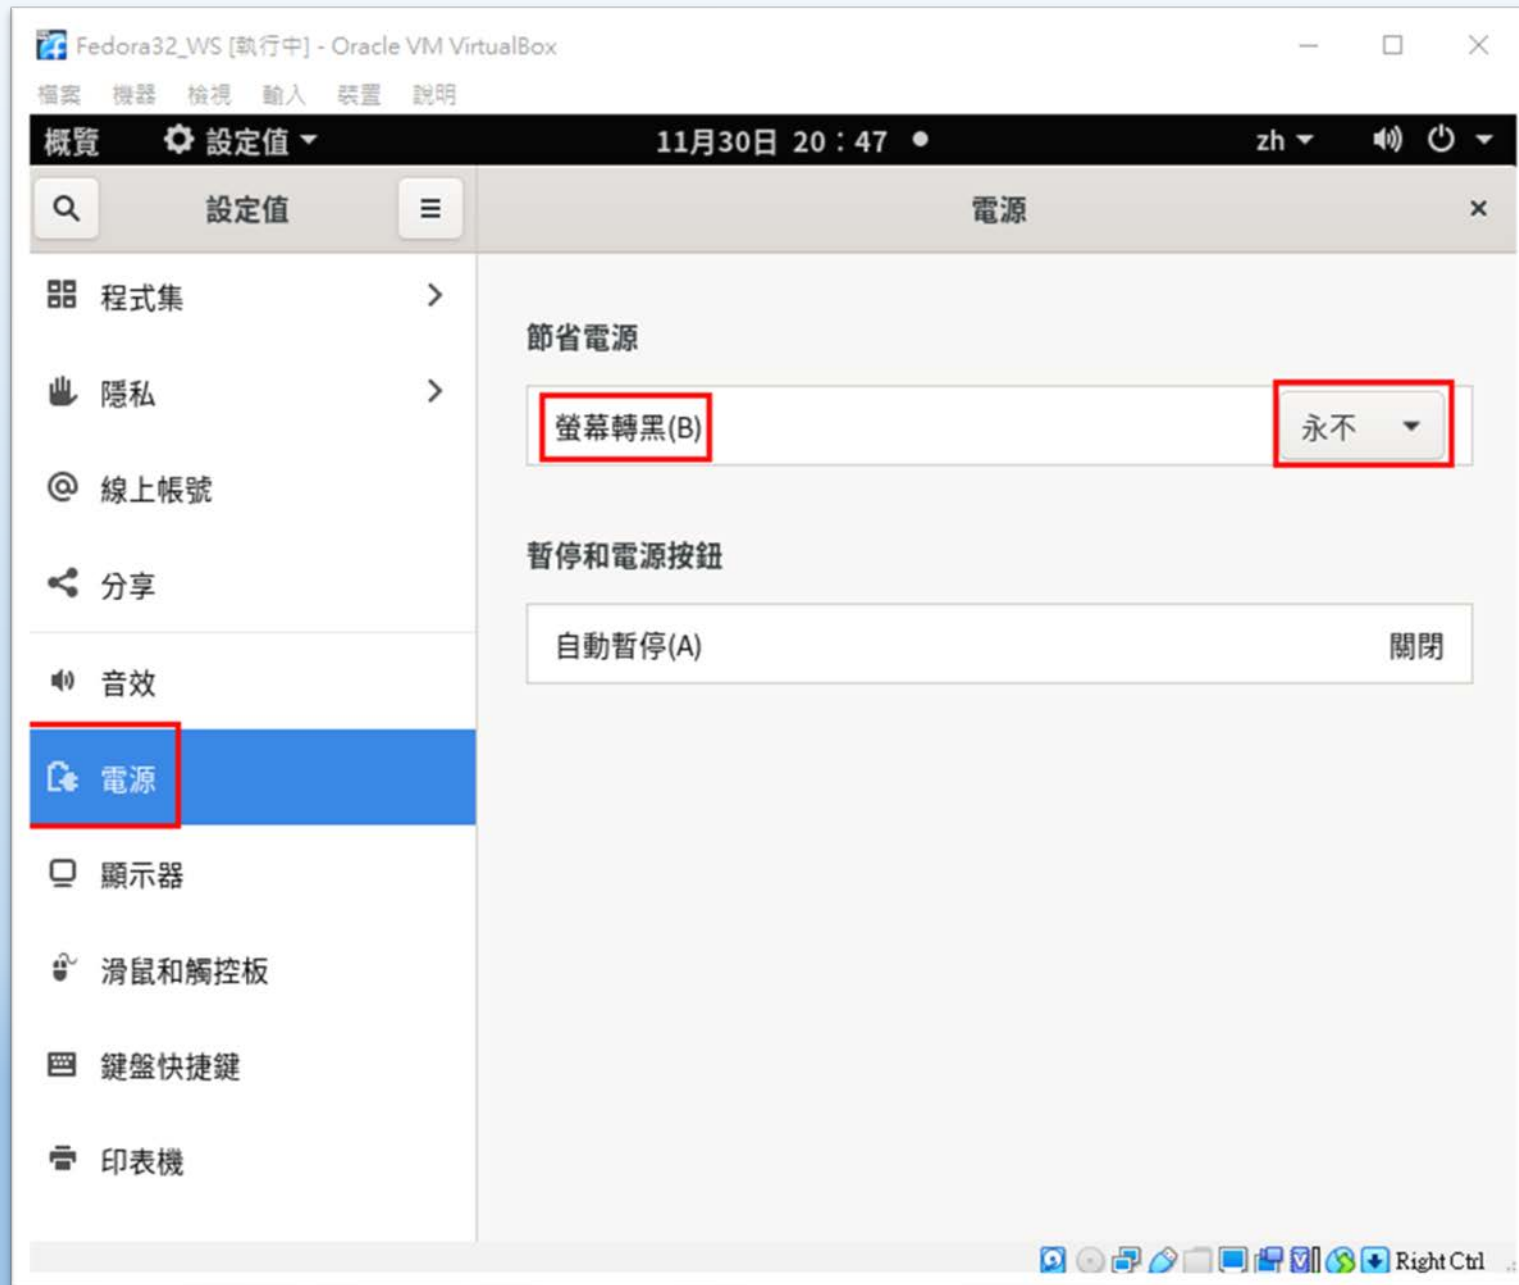 Fedora32_WS [執行中] - Oracle VM VirtualBox
檔案 機器 檢視 輸入 裝置 說明
概覽 設定值 11月30日 20：47 zh
設定值 電源
程式集
隱私
線上帳號
分享
音效
電源
顯示器
滑鼠和觸控板
鍵盤快捷鍵
印表機
節省電源
螢幕轉黑(B) 永不
暫停和電源按鈕
自動暫停(A) 關閉
Right Ctrl